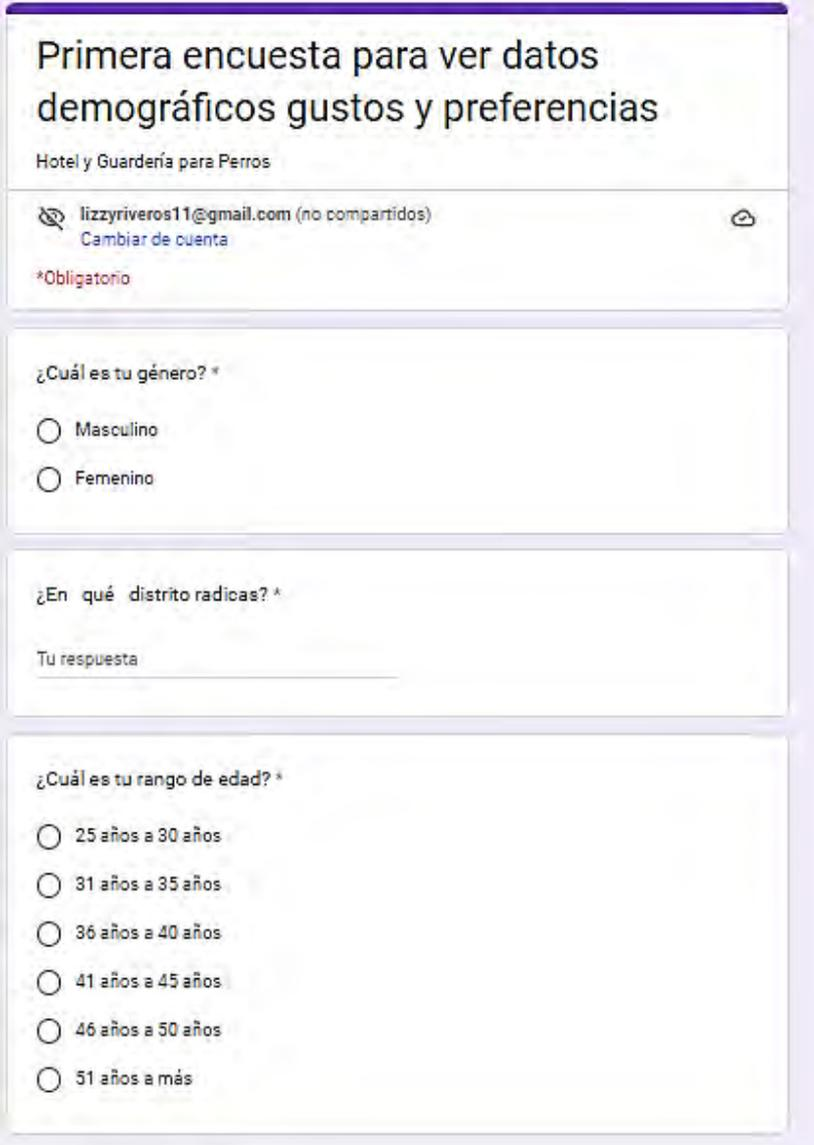 Primera encuesta para ver datos
demográficos gustos y preferencias
Hotel y Guardería para Perros
lizzyriveros11@gmail.com (no compartidos)
Cambiar de cuenta
*Obligatorio
¿Cuál es tu género? *
Masculino
Femenino
¿En qué distrito radicas? *
Tu respuesta
¿Cuál es tu rango de edad? *
25 años a 30 años
31 años a 35 años
36 años a 40 años
41 años a 45 años
46 años a 50 años
51 años a más